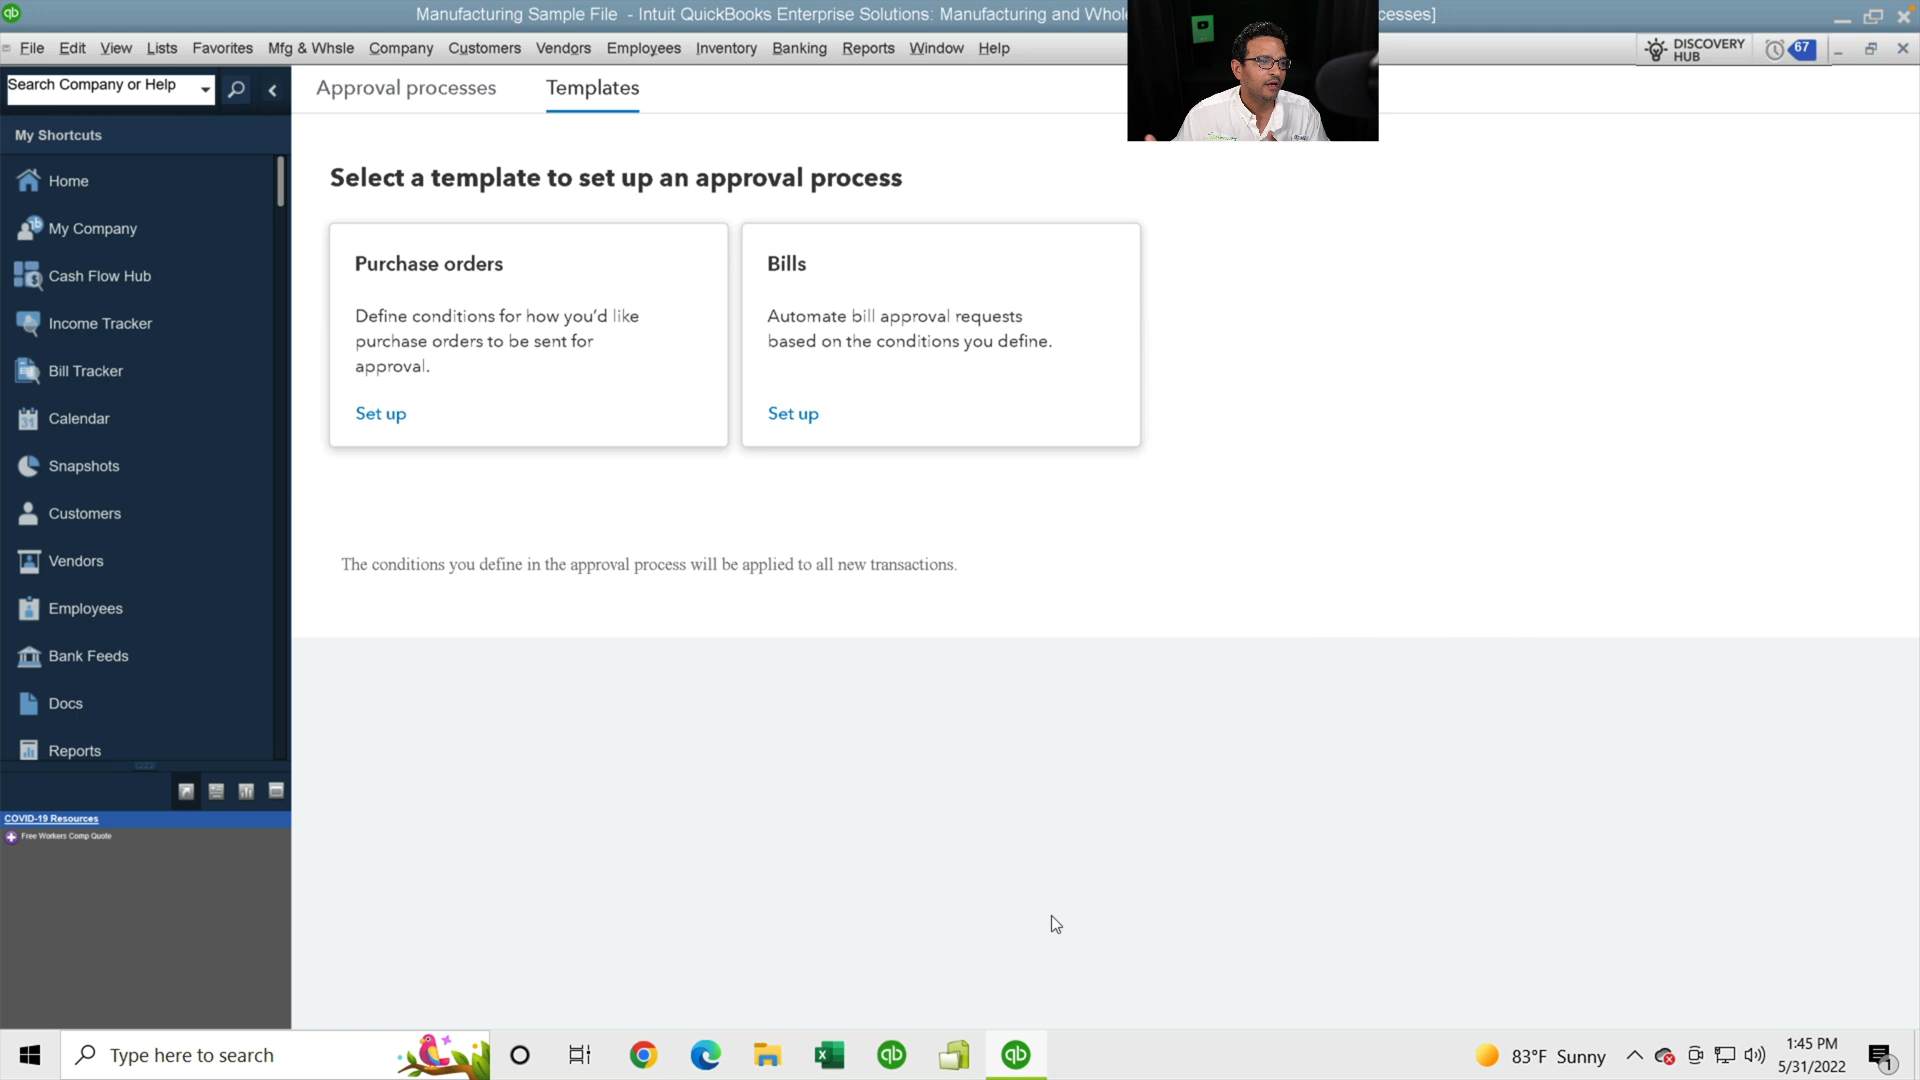 Manufacturing Sample File - Intuit QuickBooks Enterprise Solutions: Manufacturing and
File Edit View Lists Favorites Mfg & Whsle Company Customers Vendors Employees Inventory Banking Reports Window Help
DISCOVERY HUB
67
Search Company or Help
Approval processes
Templates
My Shortcuts
Home
My Company
Cash Flow Hub
Income Tracker
Bill Tracker
Calendar
Snapshots
Customers
Vendors
Employees
Bank Feeds
Docs
Reports
COVID-19 Resources
Free Workers Comp Quote
Select a template to set up an approval process
Purchase orders
Define conditions for how you'd like
purchase orders to be sent for
approval.
Set up
Bills
Automate bill approval requests
based on the conditions you define.
Set up
The conditions you define in the approval process will be applied to all new transactions.
Type here to search
83°F Sunny
1:45 PM
5/31/2022
1